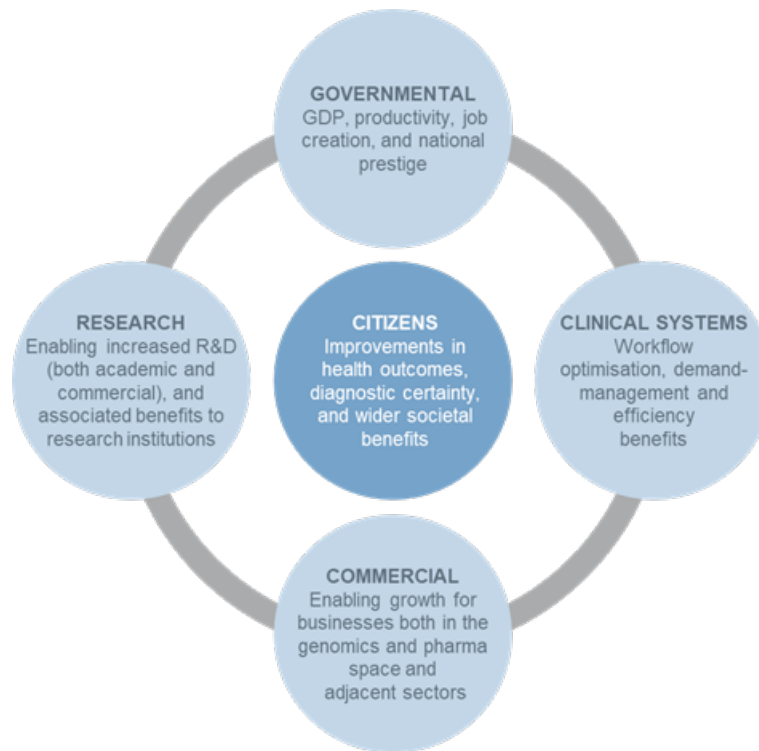 GOVERNMENTAL
GDP, productivity, job
creation, and national
prestige
RESEARCH
Enabling increased R&D
(both academic and
commercial), and
associated benefits to
research institutions
CITIZENS
Improvements in
health outcomes,
diagnostic certainty,
and wider societal
benefits
CLINICAL SYSTEMS
Workflow
optimisation, demand-
management and
efficiency
benefits
COMMERCIAL
Enabling growth for
businesses both in the
genomics and pharma
space and
adjacent sectors